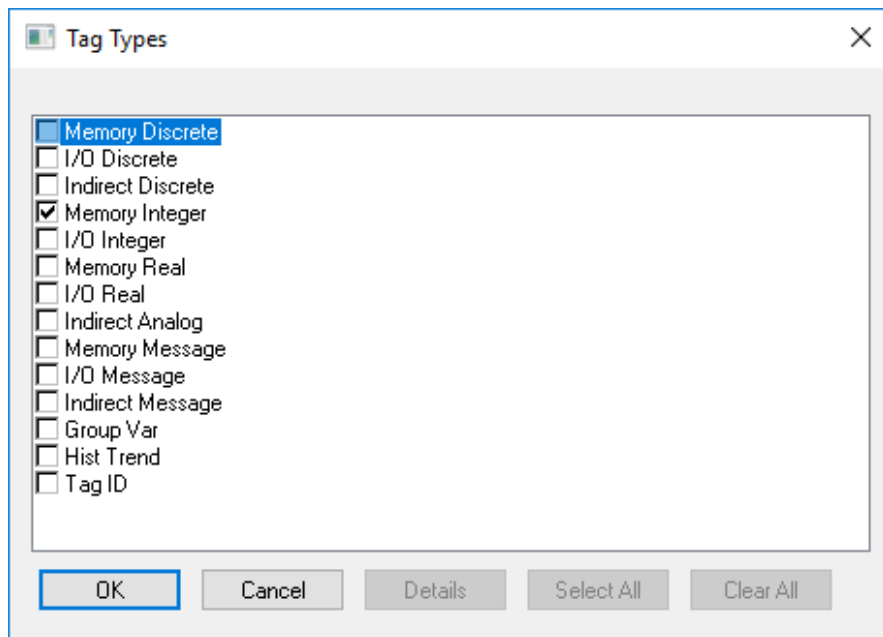 Tag Types
Memory Discrete
I/O Discrete
Indirect Discrete
Memory Integer
I/O Integer
Memory Real
I/O Real
Indirect Analog
Memory Message
I/O Message
Indirect Message
Group Var
Hist Trend
Tag ID
OK Cancel Details Select All Clear All